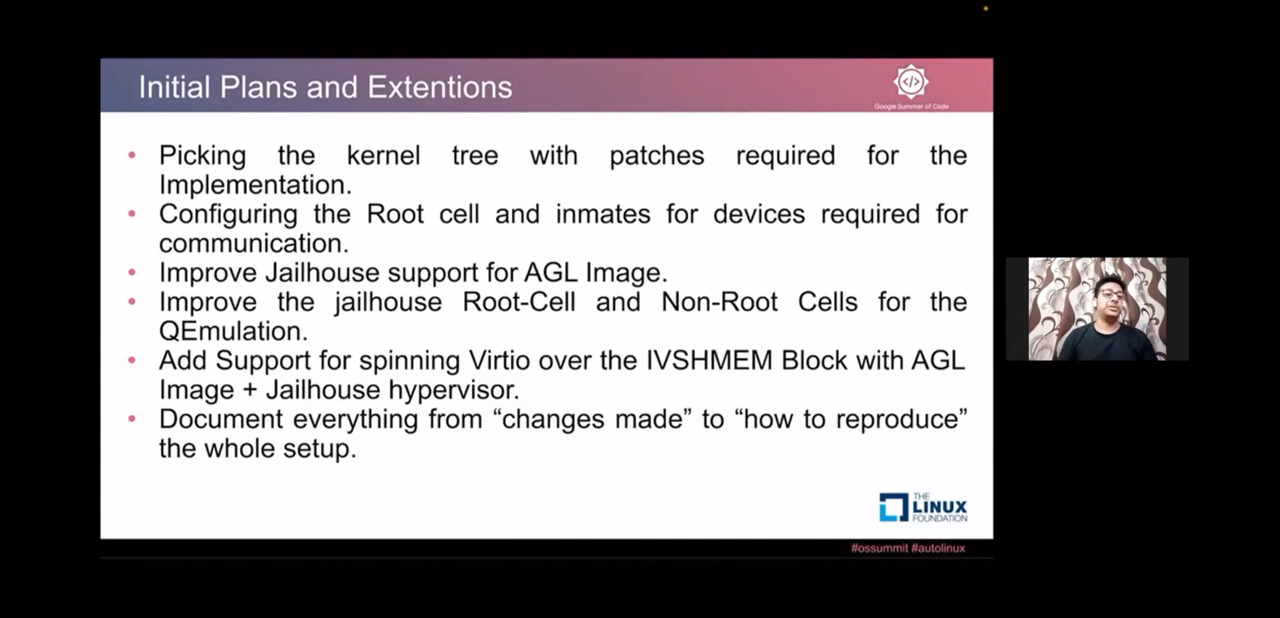 Initial Plans and Extentions
</>
Google Summer of Code
• Picking the kernel tree with patches required for the
Implementation.
• Configuring the Root cell and inmates for devices required for
communication.
• Improve Jailhouse support for AGL Image.
• Improve the jailhouse Root-Cell and Non-Root Cells for the
QEmulation.
• Add Support for spinning Virtio over the IVSHMEM Block with AGL
Image + Jailhouse hypervisor.
• Document everything from “changes made” to “how to reproduce”
the whole setup.
THE
LINUX
FOUNDATION
#ossummit #autolinux